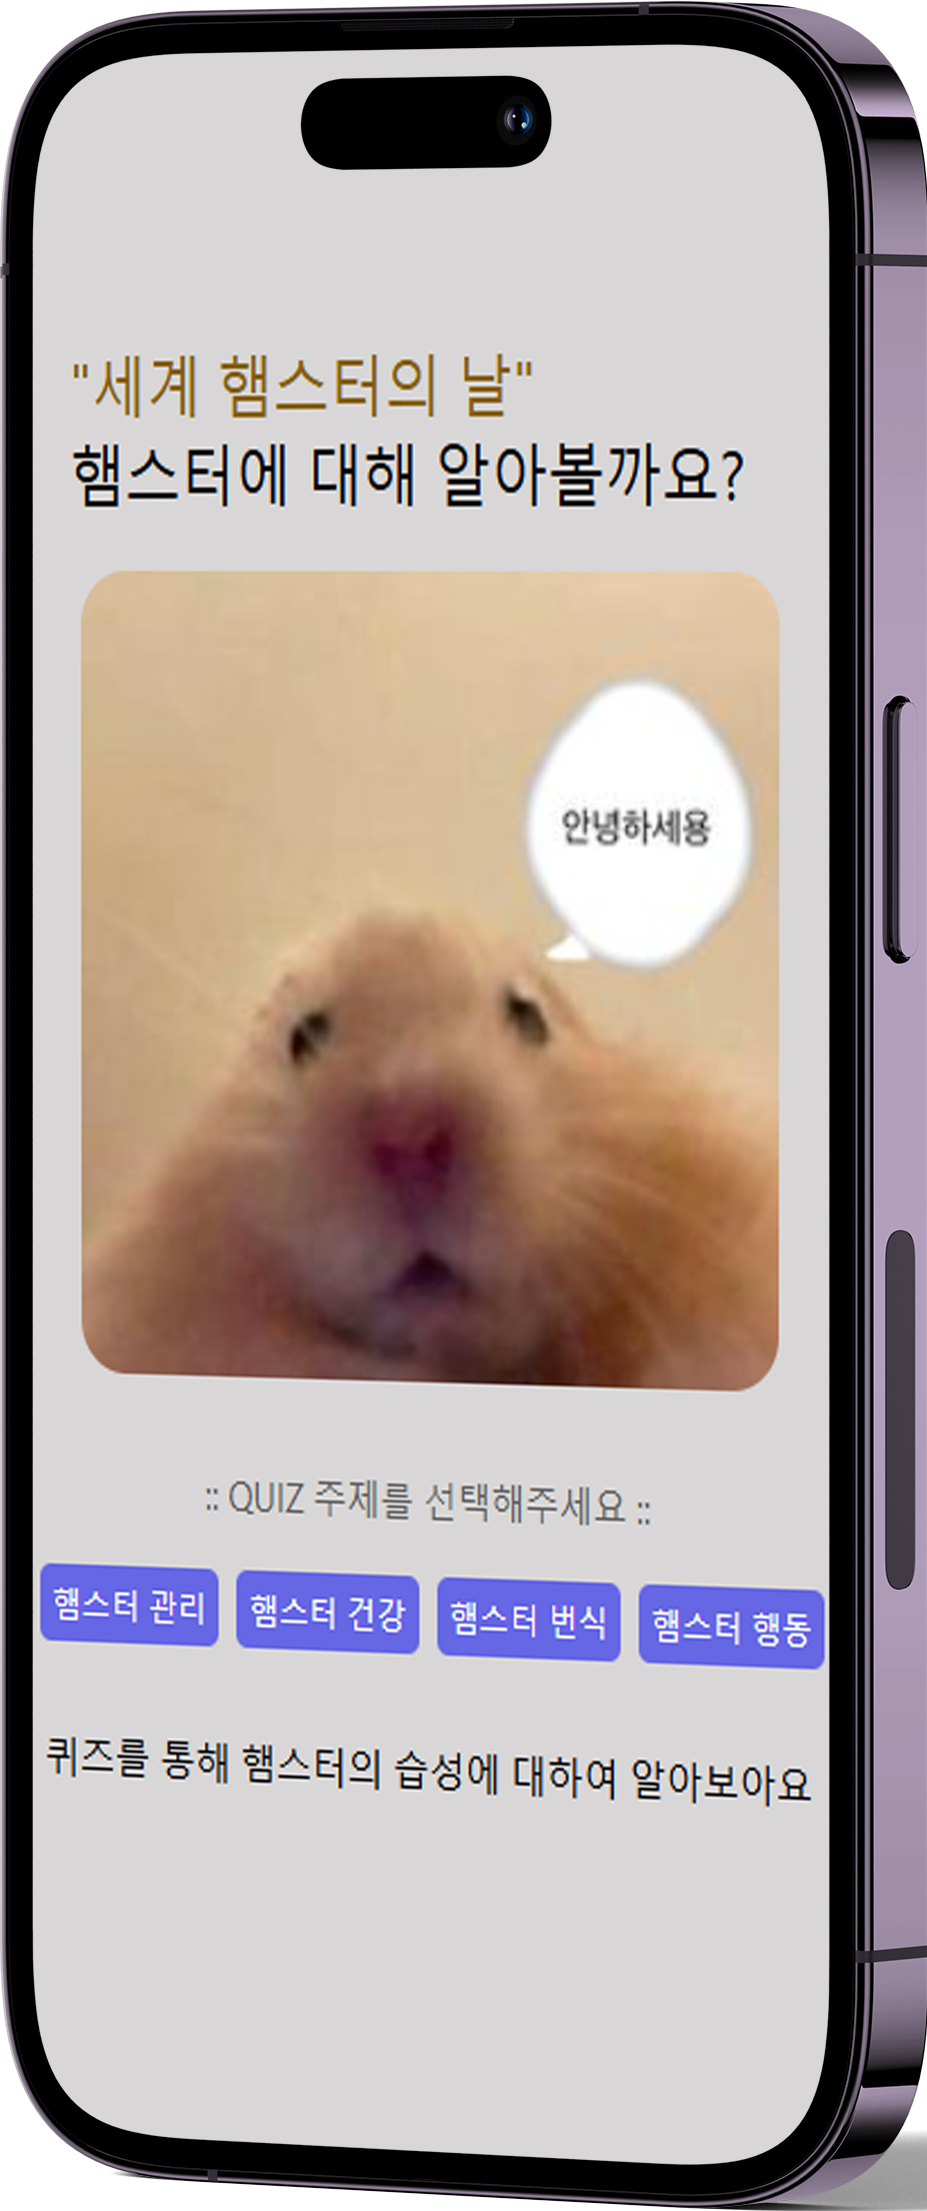 "세계 햄스터의 날"
햄스터에 대해 알아볼까요?
안녕하세용
:: QUIZ 주제를 선택해주세요 ::
햄스터 관리 햄스터 건강 햄스터 번식 햄스터 행동
퀴즈를 통해 햄스터의 습성에 대하여 알아보아요